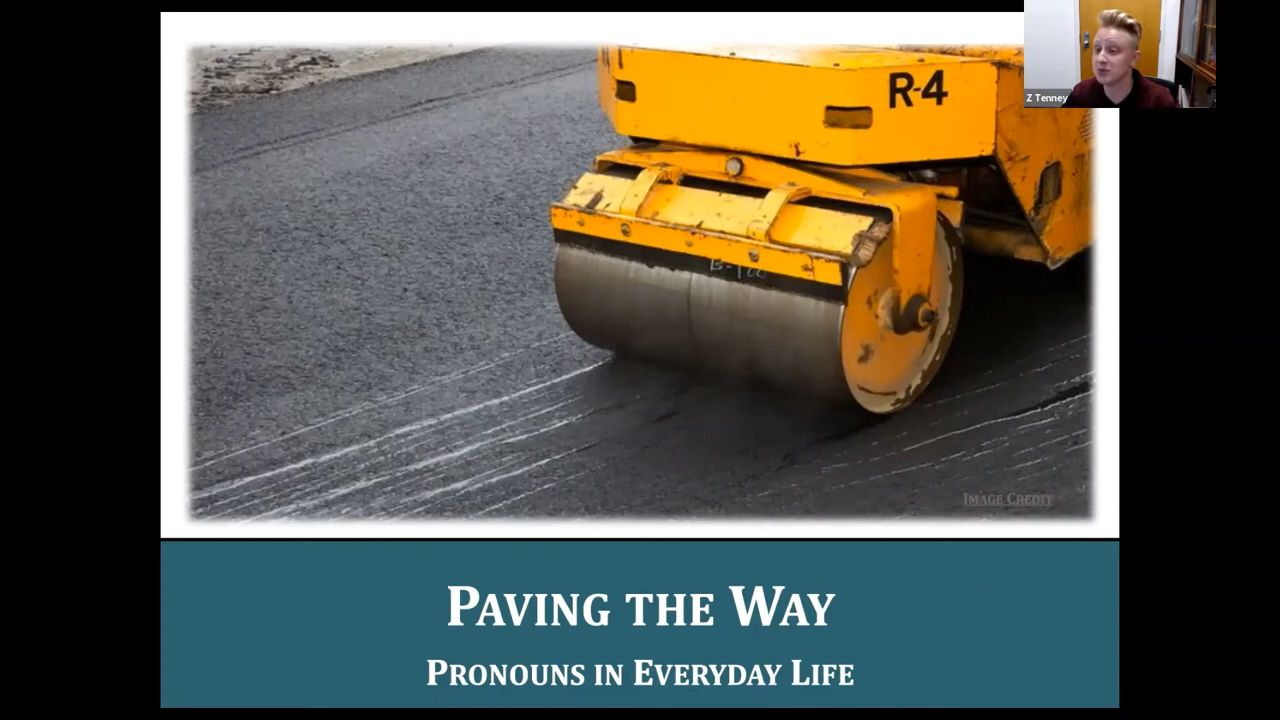 R-4
Z Tenney
IMAGE CREDIT
PAVING THE WAY
PRONOUNS IN EVERYDAY LIFE